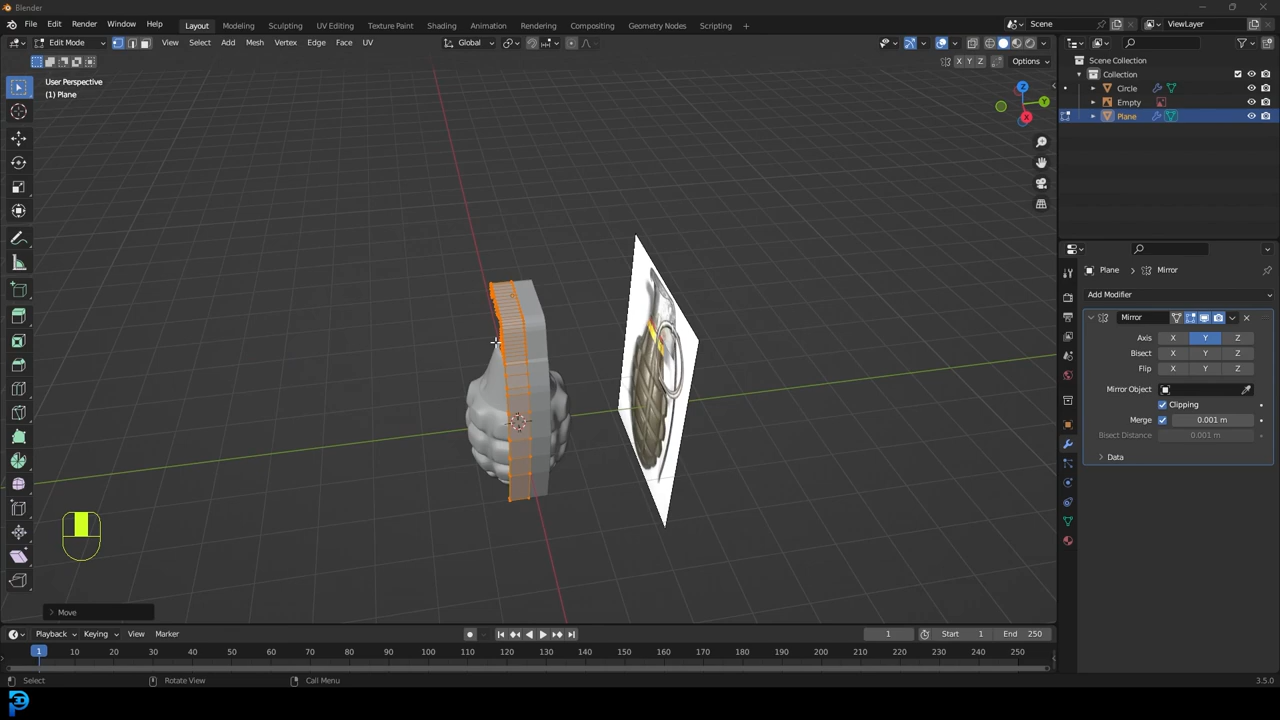 Blender
File Edit Render Window Help
Layout Modeling Sculpting UV Editing Texture Paint Shading Animation Rendering Compositing Geometry Nodes Scripting +
Scene
ViewLayer
Edit Mode
View Select Add Mesh Vertex Edge Face UV
Global
X Y Z
Options
User Perspective
(1) Plane
Z
Y
X
Scene Collection
Collection
Circle
Empty
Plane
Plane > Mirror
Add Modifier
Mirror
Axis X Y Z
Bisect X Y Z
Flip X Y Z
Mirror Object
Clipping
Merge 0.001 m
Bisect Distance 0.001 m
Data
Move
Playback Keying View Marker
1 Start 1 End 250
1 10 20 30 40 50 60 70 80 90 100 110 120 130 140 150 160 170 180 190 200 210 220 230 240 250
Select Rotate View Call Menu
3.5.0